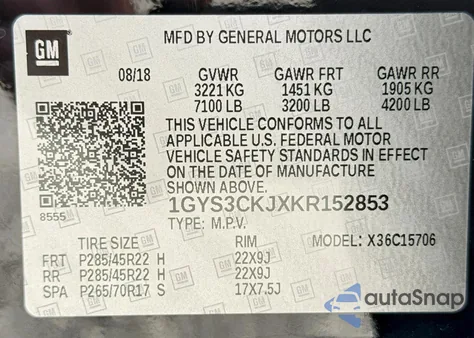 GM
MFD BY GENERAL MOTORS LLC
08/18 GVWR GAWR FRT GAWR RR
3221 KG 1451 KG 1905 KG
7100 LB 3200 LB 4200 LB
THIS VEHICLE CONFORMS TO ALL
APPLICABLE U.S. FEDERAL MOTOR
VEHICLE SAFETY STANDARDS IN EFFECT
ON THE DATE OF MANUFACTURE
SHOWN ABOVE.
8555
1GYS3CKJXKR152853
TYPE: M.P.V.
TIRE SIZE RIM MODEL: X36C15706
FRT P285/45R22 H 22X9J
RR P285/45R22 H 22X9J
SPA P265/70R17 S 17X7.5J
autoSnap